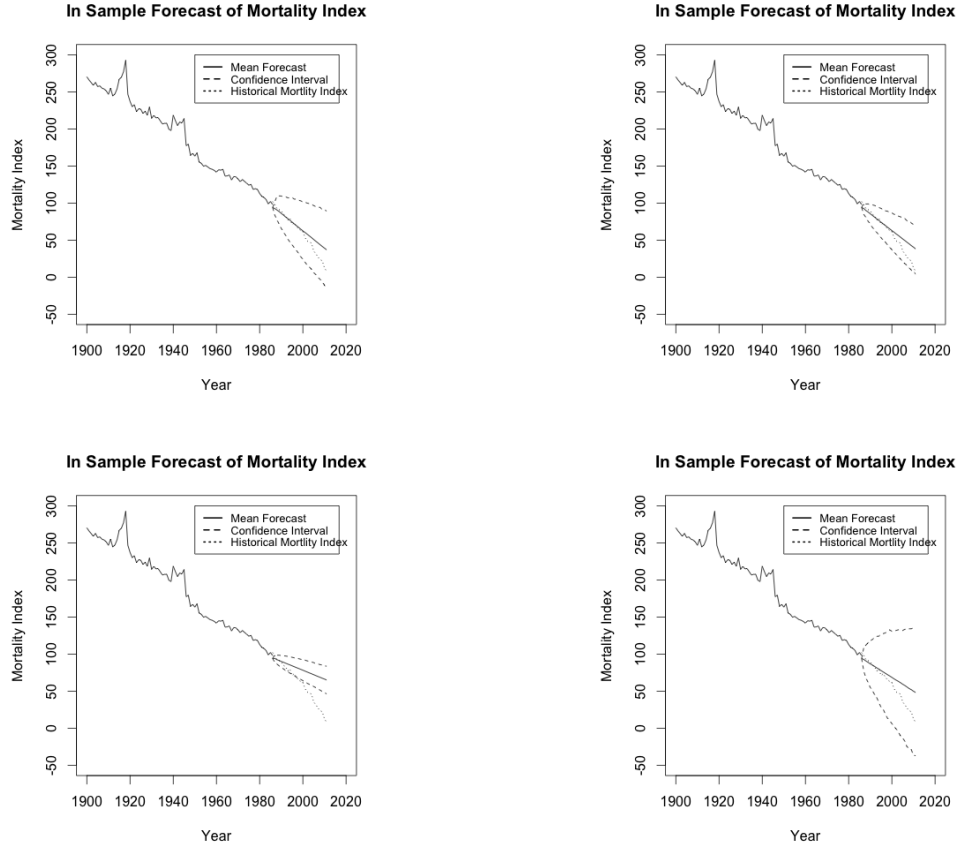 In Sample Forecast of Mortality Index
300
250
200
150
100
50
0
-50
Mortality Index
Mean Forecast
Confidence Interval
Historical Mortlity Index
1900 1920 1940 1960 1980 2000 2020
Year
In Sample Forecast of Mortality Index
300
250
200
150
100
50
0
-50
Mortality Index
Mean Forecast
Confidence Interval
Historical Mortlity Index
1900 1920 1940 1960 1980 2000 2020
Year
In Sample Forecast of Mortality Index
300
250
200
150
100
50
0
-50
Mortality Index
Mean Forecast
Confidence Interval
Historical Mortlity Index
1900 1920 1940 1960 1980 2000 2020
Year
In Sample Forecast of Mortality Index
300
250
200
150
100
50
0
-50
Mortality Index
Mean Forecast
Confidence Interval
Historical Mortlity Index
1900 1920 1940 1960 1980 2000 2020
Year